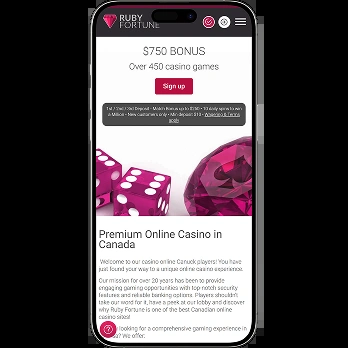 RUBY
FORTUNE
$750 BONUS
Over 450 casino games
Sign up
1st / 2nd / 3rd Deposit - Match Bonus up to $250 • 10 daily spins to win
a Million • New customers only • Min deposit $10 • Wagering & Terms
apply
Premium Online Casino in
Canada
Welcome to our casino online Canuck players! You have
just found your way to a unique online casino experience.
Our mission for over 20 years has been to provide
engaging gaming opportunities with top notch security
features and reliable banking options. Players shouldn't
take our word for it, have a peek at our lobby and discover
why Ruby Fortune is one of the best Canadian online
casino sites!
looking for a comprehensive gaming experience in
We offer: